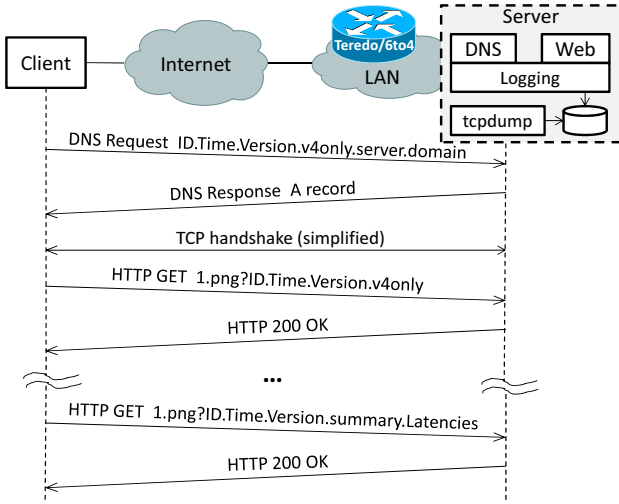 Server
Teredo/6to4
DNS
Web
Client
Internet
LAN
Logging
tcpdump
DNS Request ID.Time.Version.v4only.server.domain
DNS Response A record
TCP handshake (simplified)
HTTP GET 1.png?ID.Time.Version.v4only
HTTP 200 OK
...
HTTP GET 1.png?ID.Time.Version.summary.Latencies
HTTP 200 OK